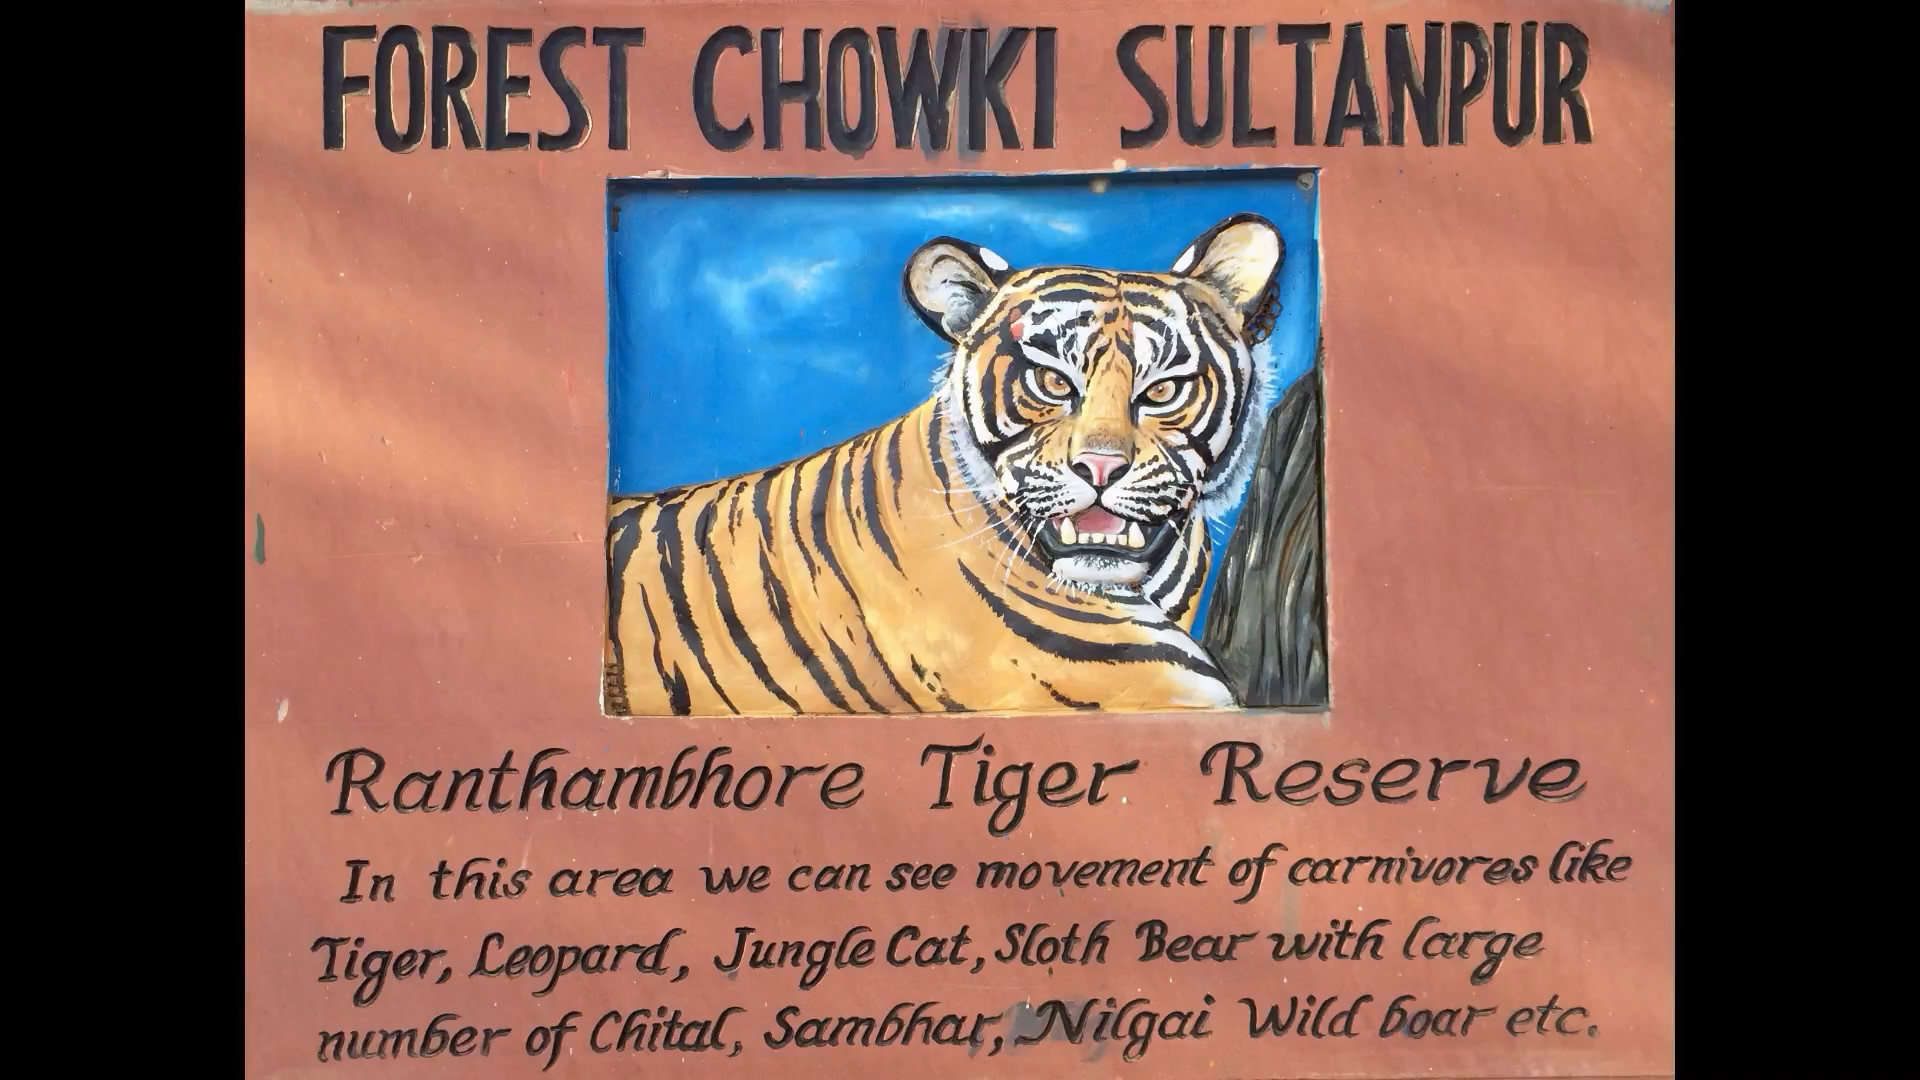 FOREST CHOWKI SULTANPUR
Ranthambhore Tiger Reserve
In this area we can see movement of carnivores like
Tiger, Leopard, Jungle Cat, Sloth Bear with large
number of Chital, Sambhar, Nilgai Wild boar etc.